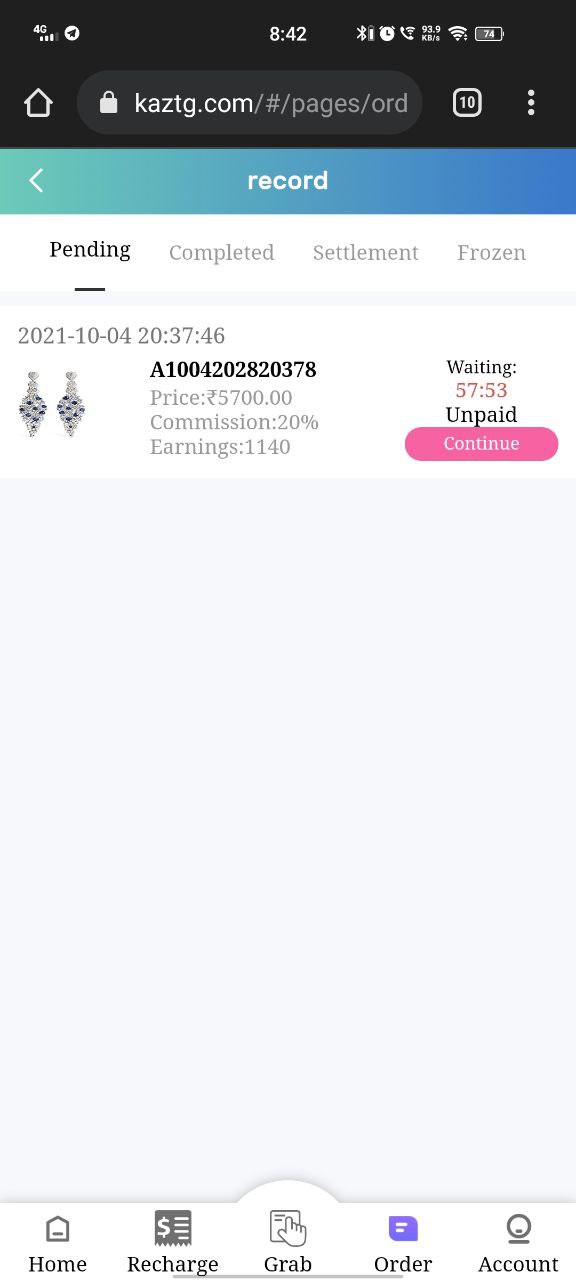 4G 8:42 93.9 KB/s 74
kaztg.com/#/pages/ord 10
record
Pending Completed Settlement Frozen
2021-10-04 20:37:46
A1004202820378
Price:₹5700.00
Commission:20%
Earnings:1140
Waiting:
57:53
Unpaid
Continue
Home Recharge Grab Order Account